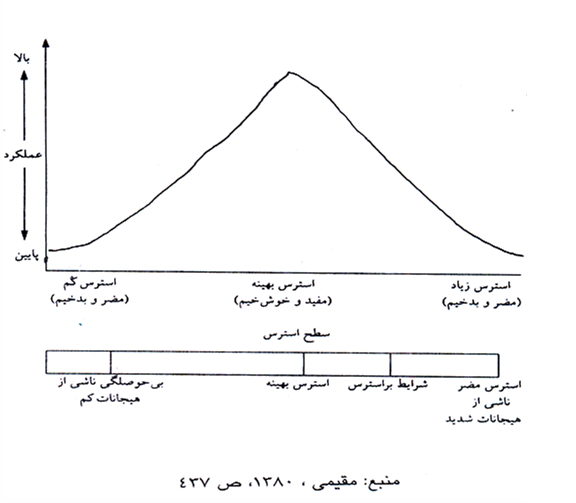 بالا
عملکرد
پایین
استرس کم
(مضر و بدخیم)
استرس بهینه
(مفید و خوش‌خیم)
استرس زیاد
(مضر و بدخیم)
سطح استرس
بی‌حوصلگی ناشی از
هیجانات کم
استرس بهینه
شرایط پراسترس
استرس مضر
ناشی از
هیجانات شدید
منبع: مقیمی ، ۱۳۸۰، ص ۴۳۷